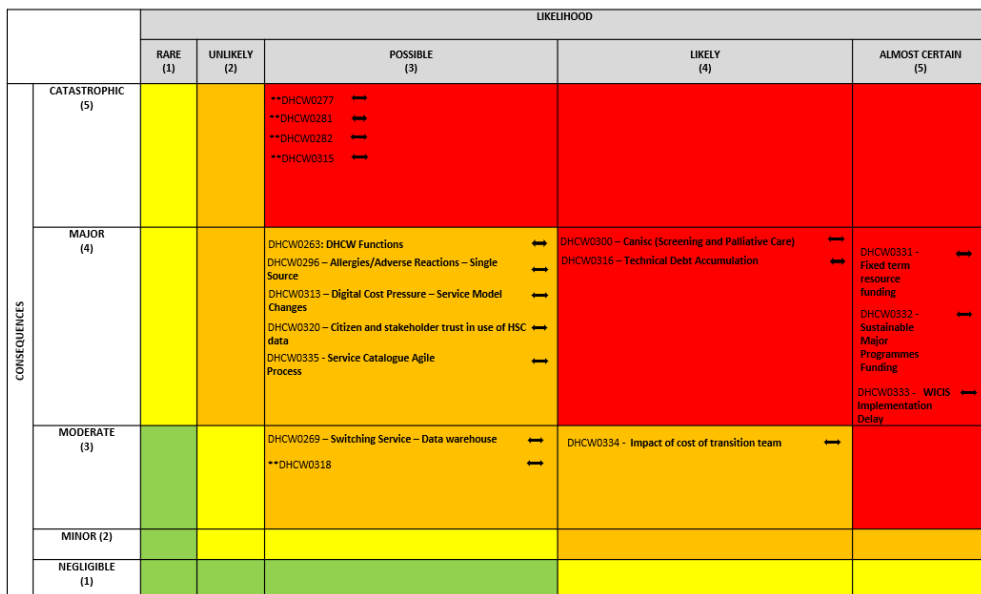 LIKELIHOOD
RARE
(1)
UNLIKELY
(2)
POSSIBLE
(3)
LIKELY
(4)
ALMOST CERTAIN
(5)
CONSEQUENCES
CATASTROPHIC
(5)
**DHCW0277
**DHCW0281
**DHCW0282
**DHCW0315
MAJOR
(4)
DHCW0263: DHCW Functions
DHCW0296 – Allergies/Adverse Reactions – Single
Source
DHCW0313 – Digital Cost Pressure – Service Model
Changes
DHCW0320 – Citizen and stakeholder trust in use of HSC
data
DHCW0335 - Service Catalogue Agile
Process
DHCW0300 – Canisc (Screening and Palliative Care)
DHCW0316 – Technical Debt Accumulation
DHCW0331 -
Fixed term
resource
funding
DHCW0332 -
Sustainable
Major
Programmes
Funding
DHCW0333 - WICIS
Implementation
Delay
MODERATE
(3)
DHCW0269 – Switching Service – Data warehouse
**DHCW0318
DHCW0334 - Impact of cost of transition team
MINOR (2)
NEGLIGIBLE
(1)